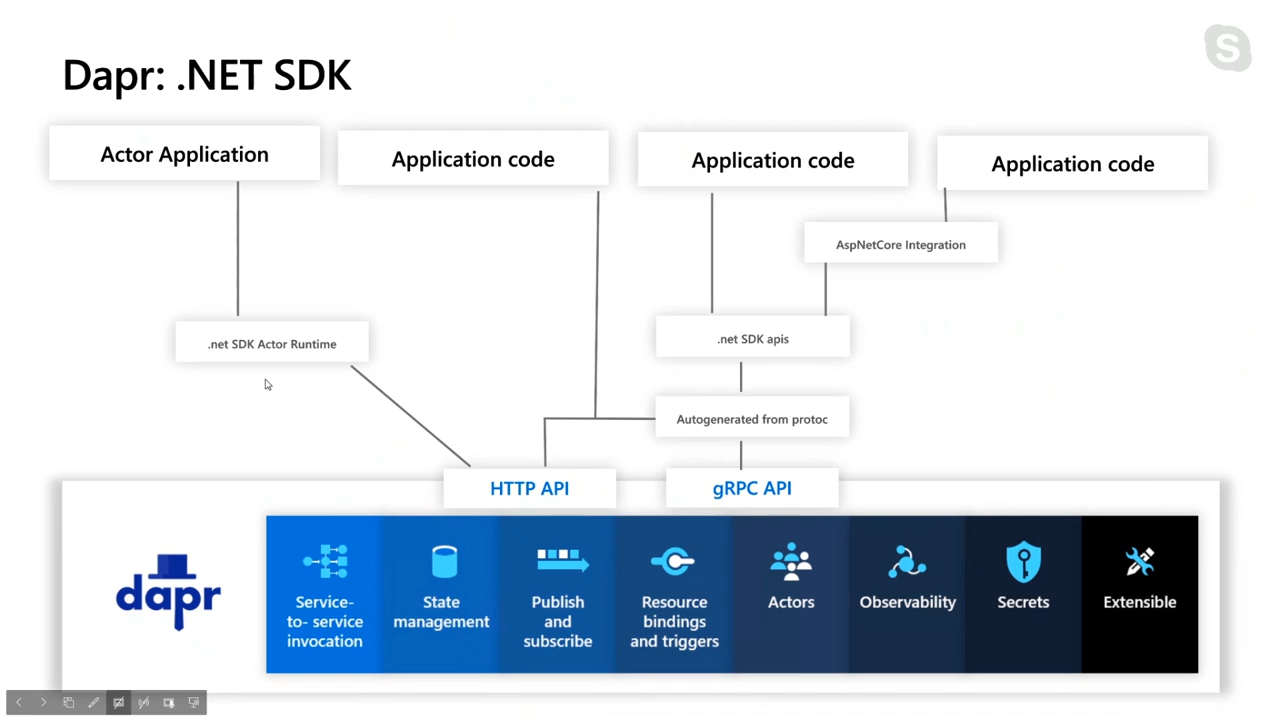 S
Dapr: .NET SDK
Actor Application
Application code
Application code
Application code
AspNetCore Integration
.net SDK Actor Runtime
.net SDK apis
Autogenerated from protoc
HTTP API
gRPC API
dapr
Service-
to- service
invocation
State
management
Publish
and
subscribe
Resource
bindings
and triggers
Actors
Observability
Secrets
Extensible